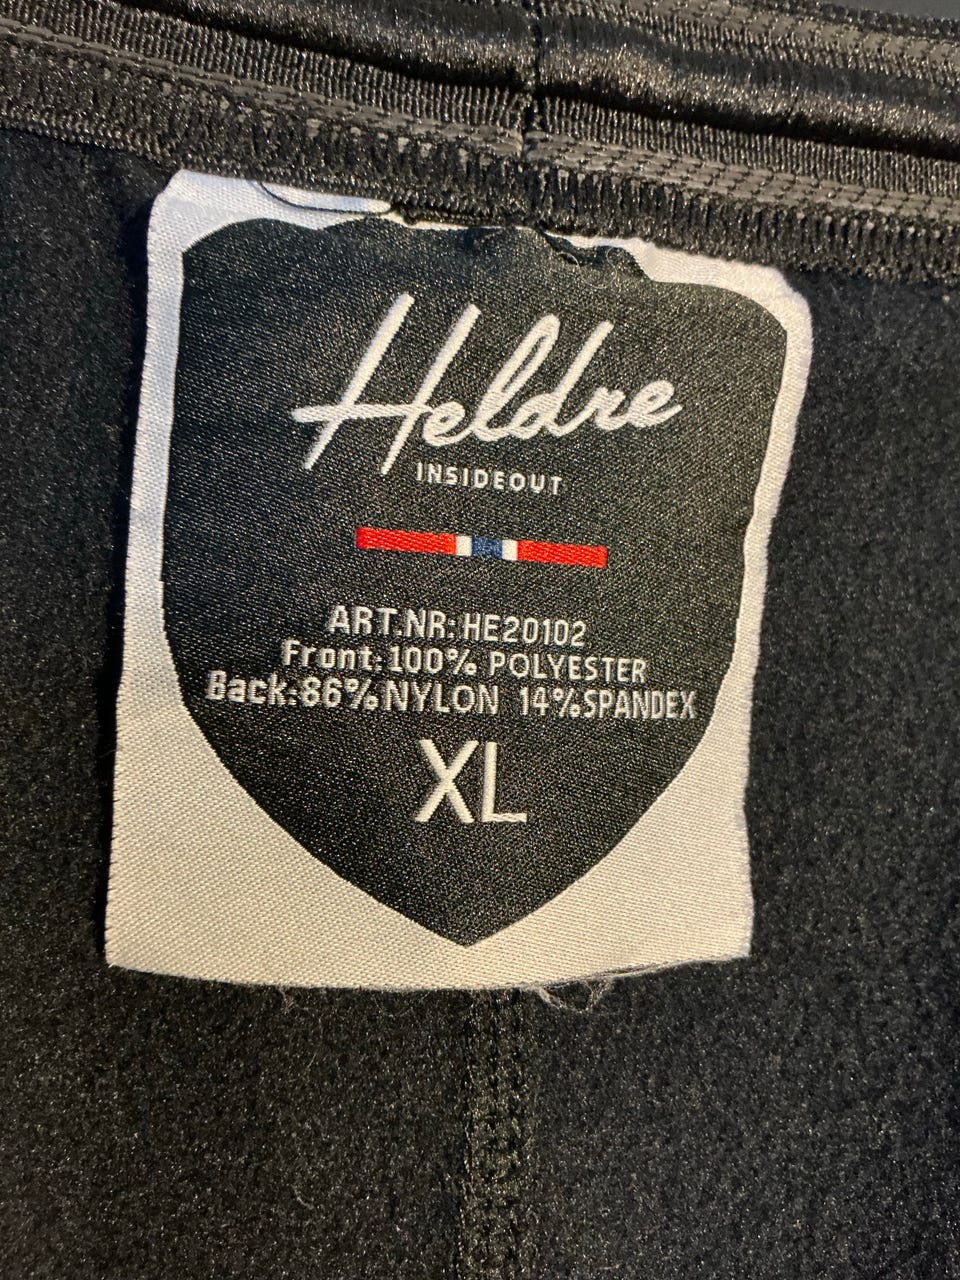 Heldre
INSIDEOUT
ART.NR:HE20102
Front:100% POLYESTER
Back:86%NYLON 14%SPANDEX
XL